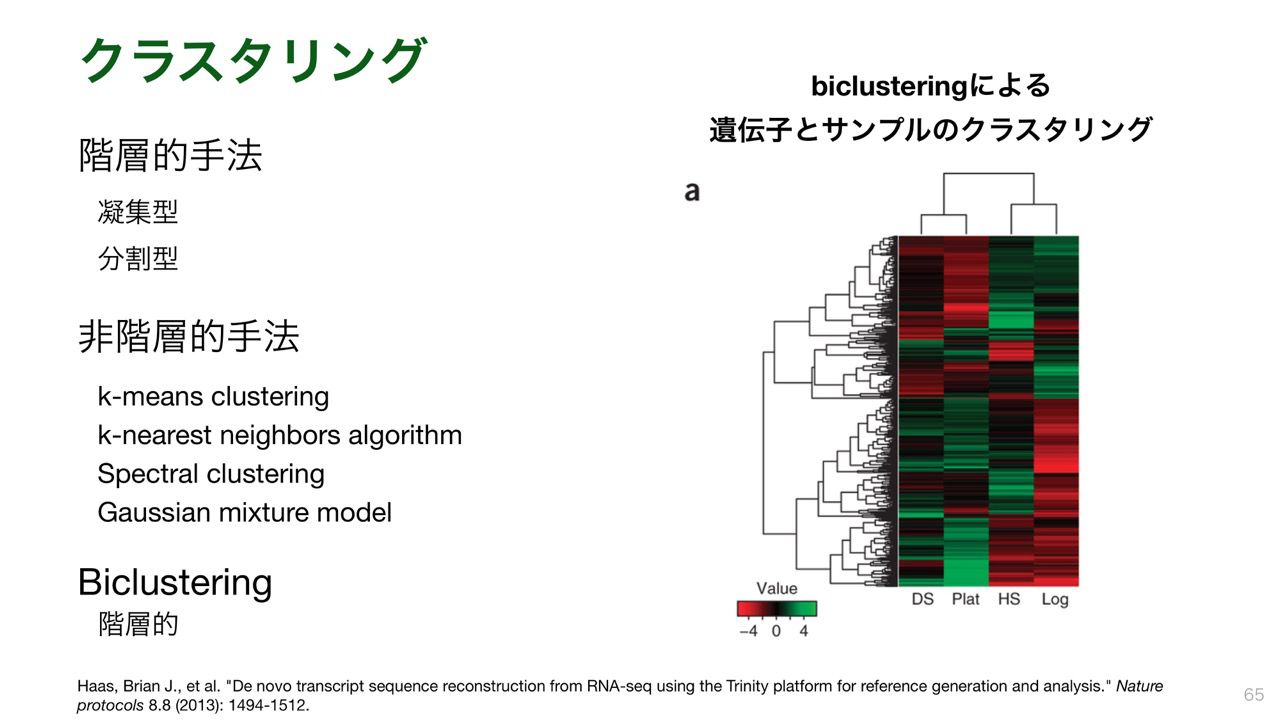 クラスタリング
階層的手法
凝集型
分割型
非階層的手法
k-means clustering
k-nearest neighbors algorithm
Spectral clustering
Gaussian mixture model
Biclustering
階層的
biclusteringによる
遺伝子とサンプルのクラスタリング
a
DS Plat HS Log
Value
−4 0 4
Haas, Brian J., et al. "De novo transcript sequence reconstruction from RNA-seq using the Trinity platform for reference generation and analysis." Nature
protocols 8.8 (2013): 1494-1512.
65